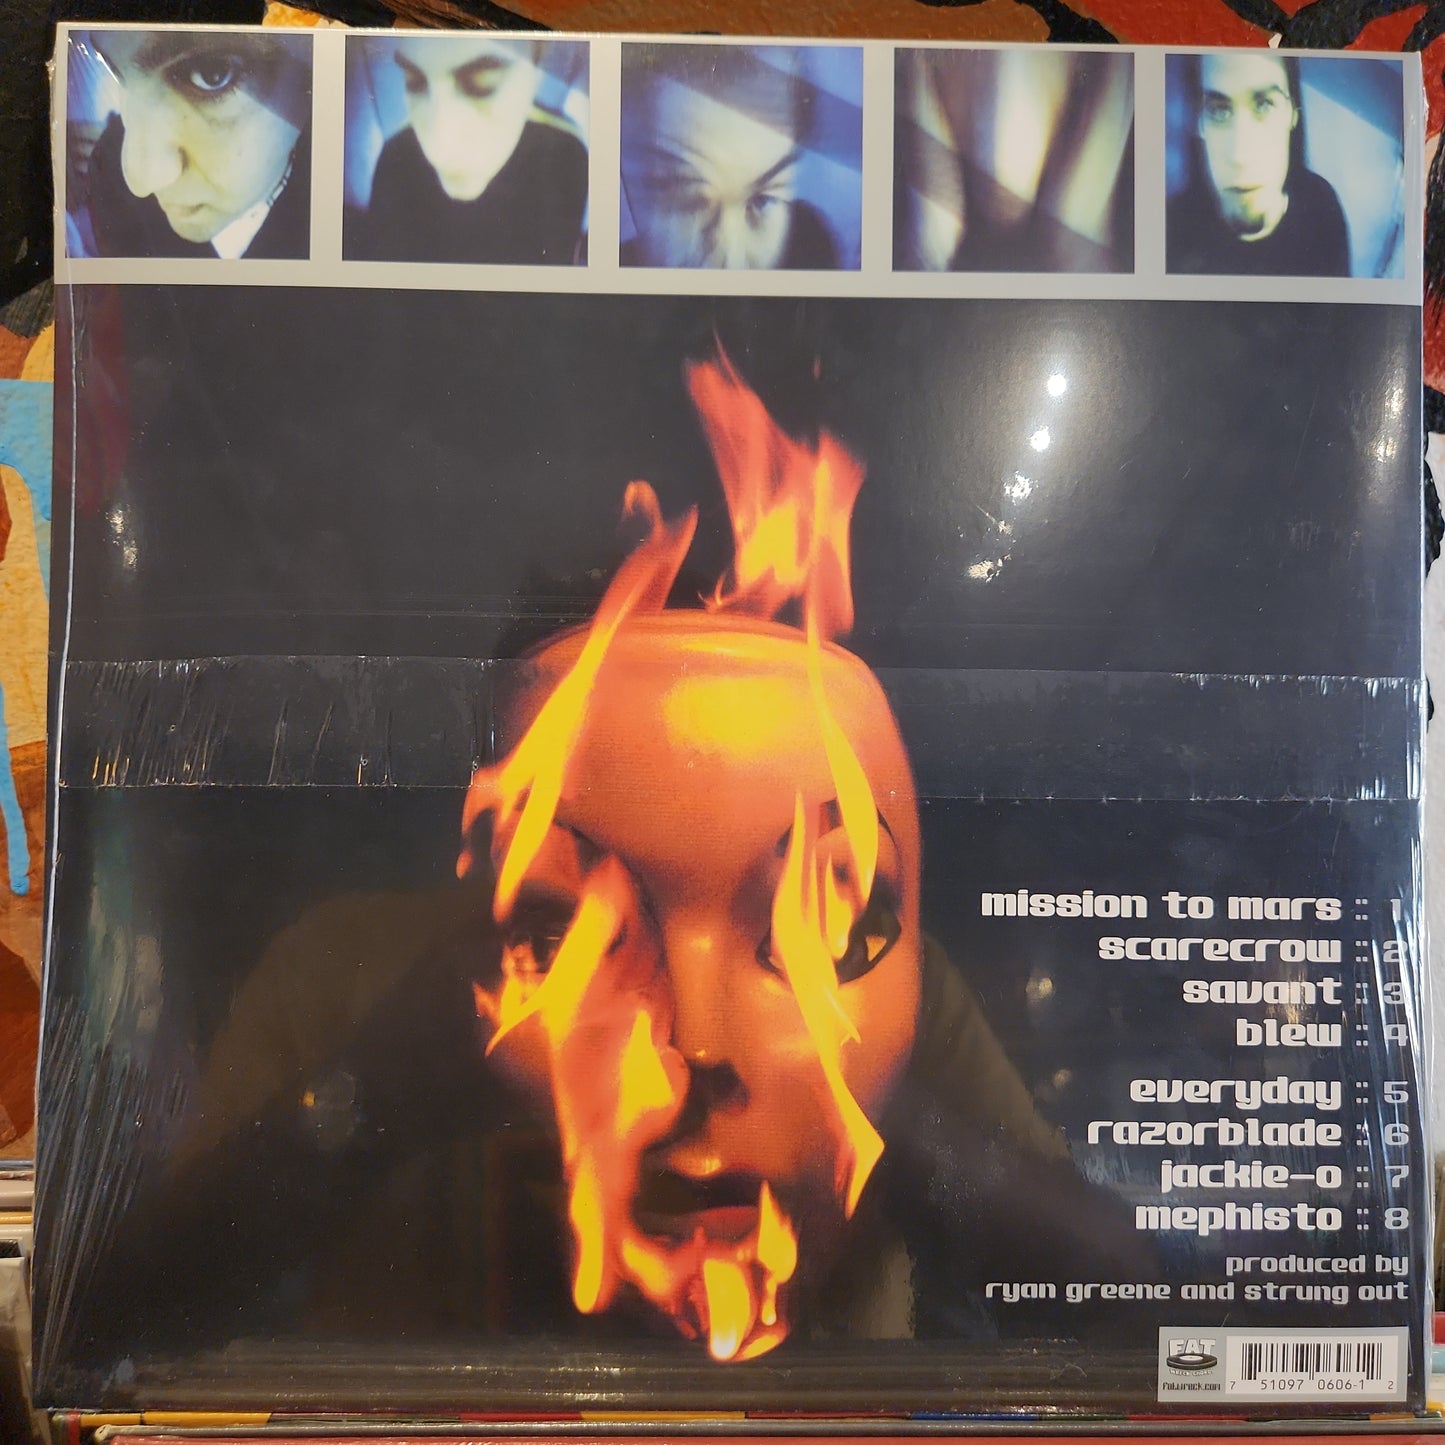 mission to mars :: 1
scarecrow :: 2
savant :: 3
blew :: 4
everyday :: 5
razorblade :: 6
jackie-o :: 7
mephisto :: 8
produced by
ryan greene and strung out
FAT
fatwreck.com
7 51097 0606-1 2